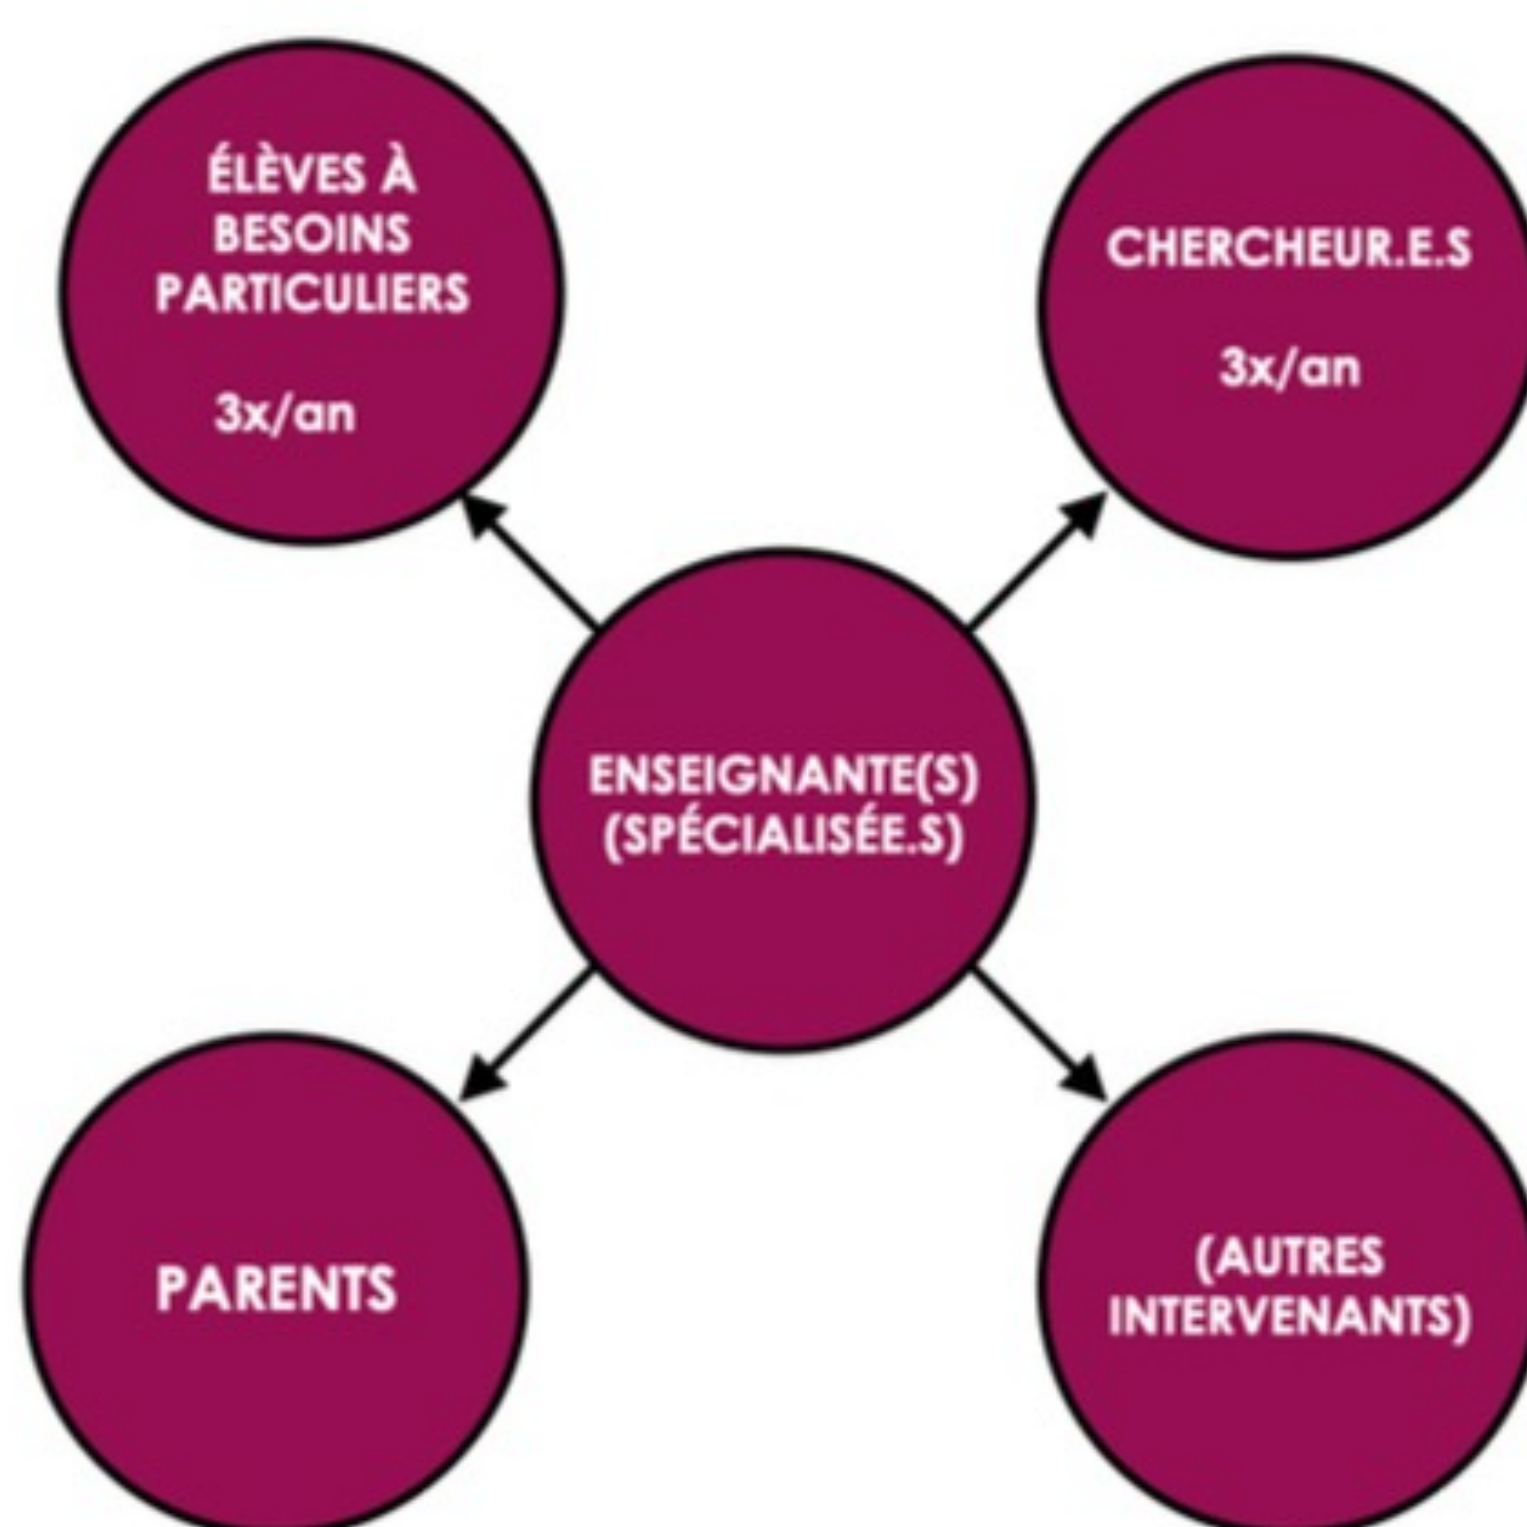 ÉLÈVES À
BESOINS
PARTICULIERS
3x/an
CHERCHEUR.E.S
3x/an
ENSEIGNANTE(S)
(SPÉCIALISÉE.S)
PARENTS
(AUTRES
INTERVENANTS)